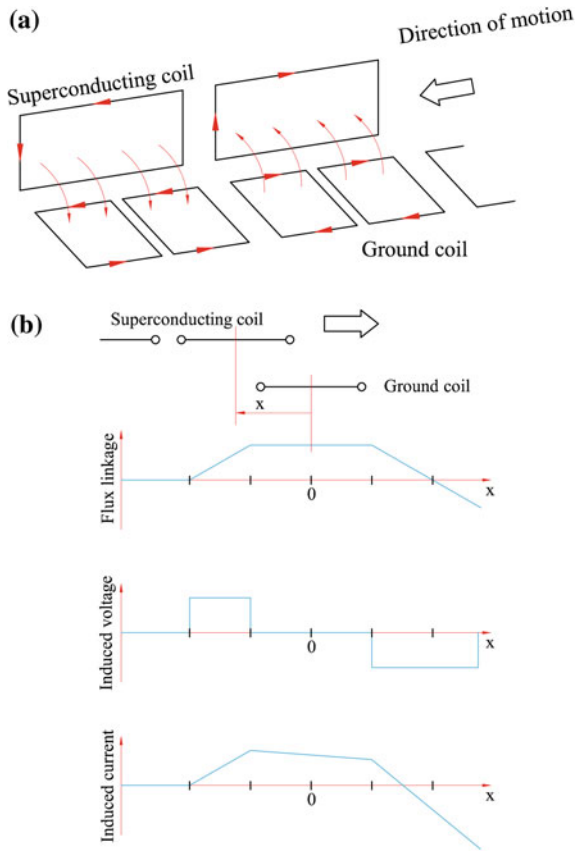 (a)
Direction of motion
Superconducting coil
Ground coil
(b)
Superconducting coil
Ground coil
x
Flux linkage
0
x
Induced voltage
0
x
Induced current
0
x